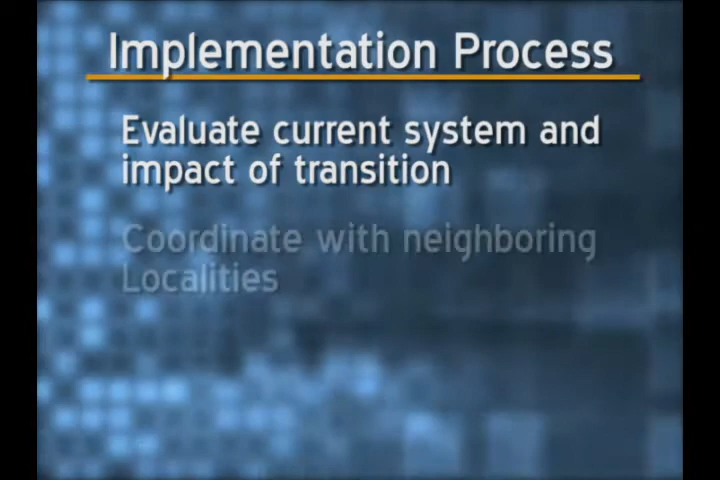 Implementation Process
Evaluate current system and
impact of transition
Coordinate with neighboring
Localities